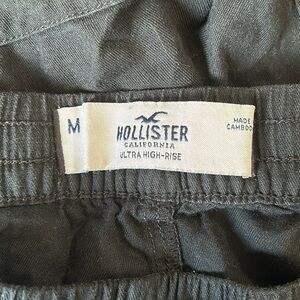 M
HOLLISTER
CALIFORNIA
ULTRA HIGH-RISE
MADE
CAMBOD